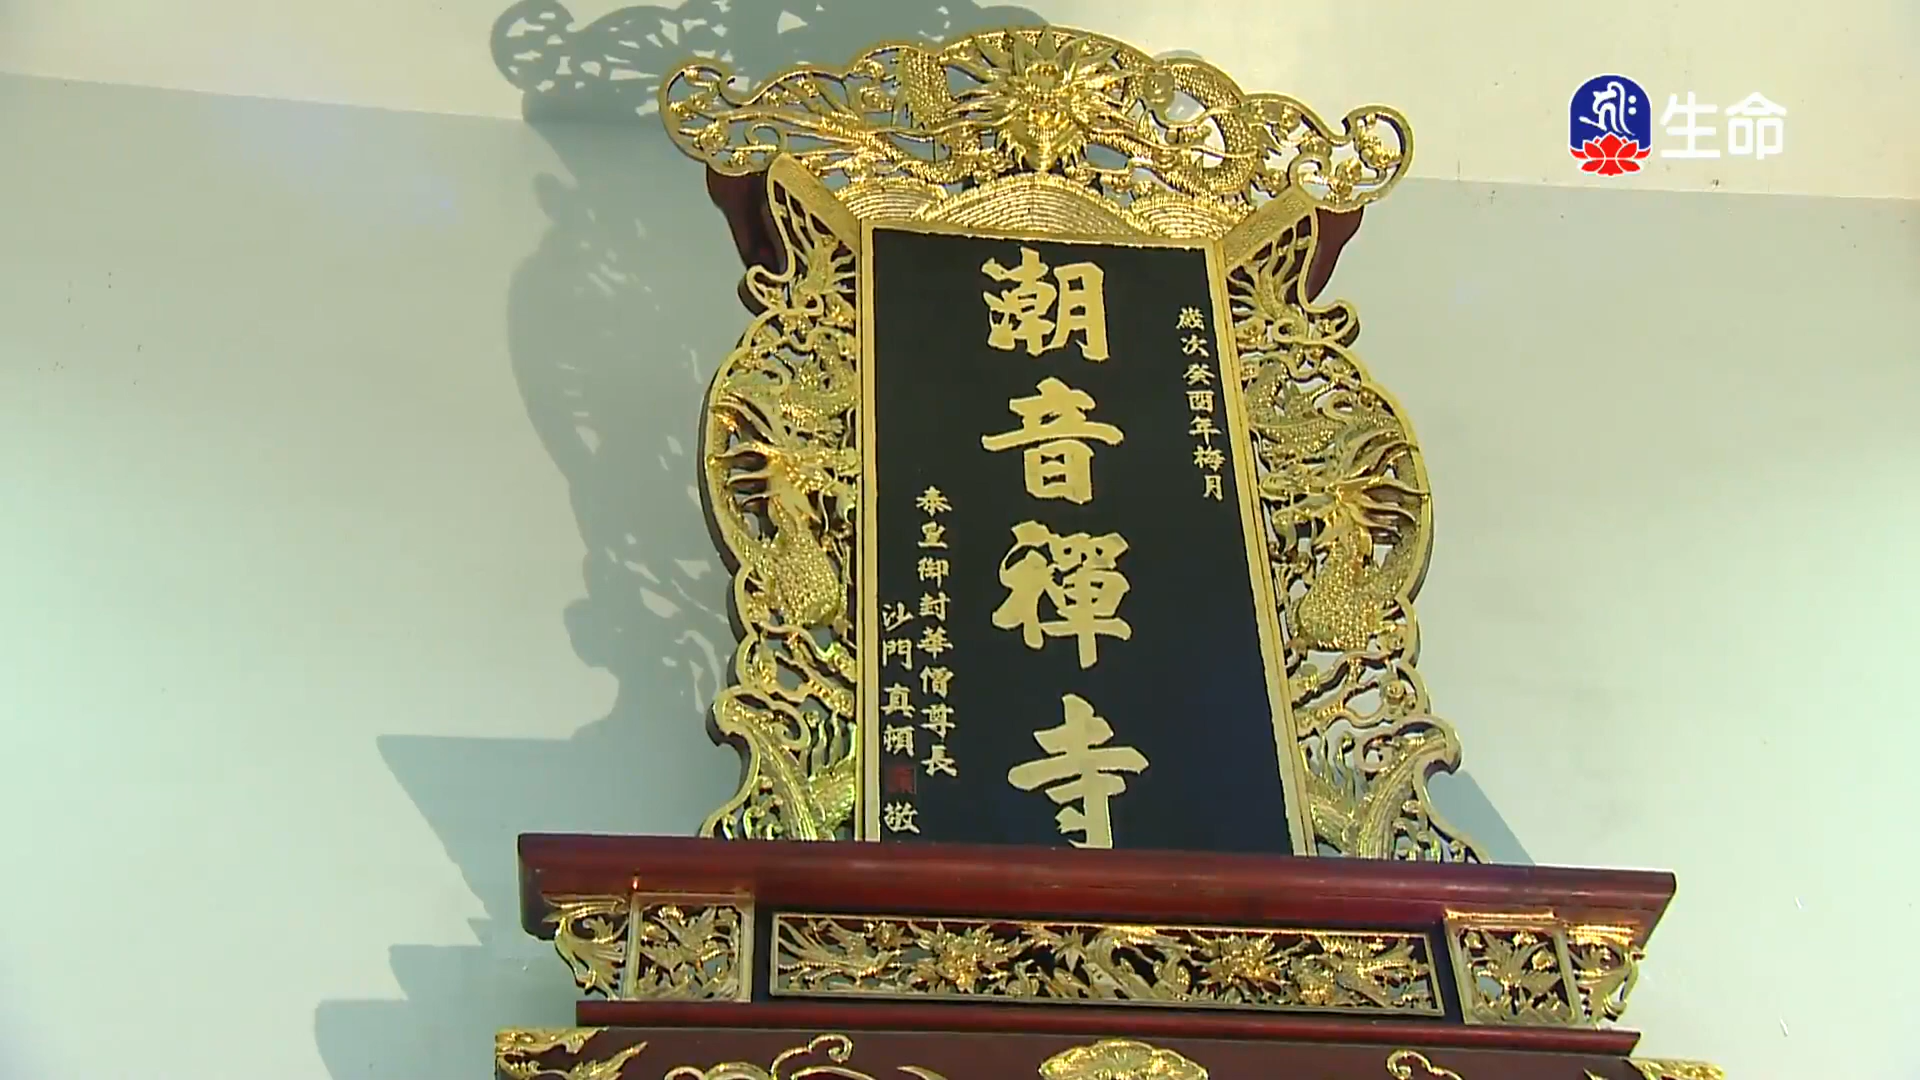 生命
歲次癸酉年梅月
潮音禪寺
泰皇御封華僧尊長
沙門真頓
敬